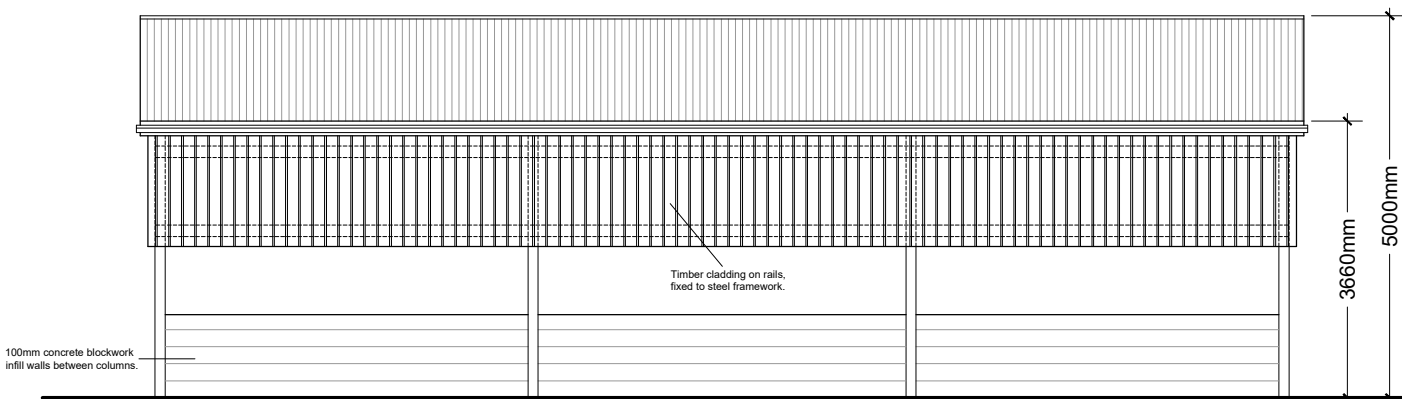 Timber cladding on rails,
fixed to steel framework.
100mm concrete blockwork
infill walls between columns.
3660mm
5000mm